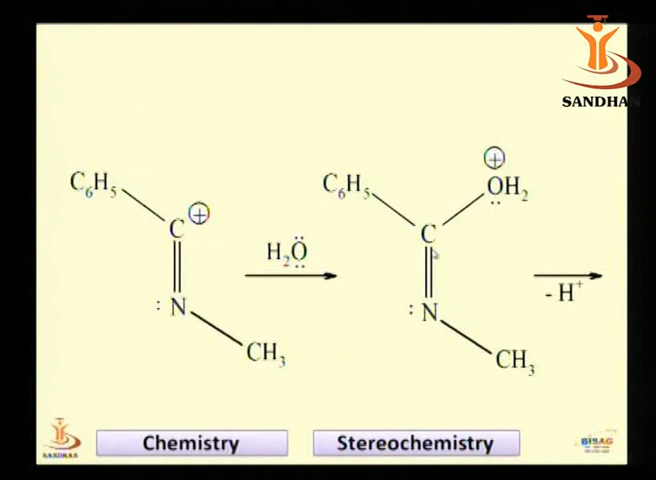 SANDHAN
C₆H₅
⊕
C
H₂Ö
: N
CH₃
C₆H₅
⊕
OH₂
C
: N
CH₃
- H⁺
SANDHAN
Chemistry
Stereochemistry
BISAG